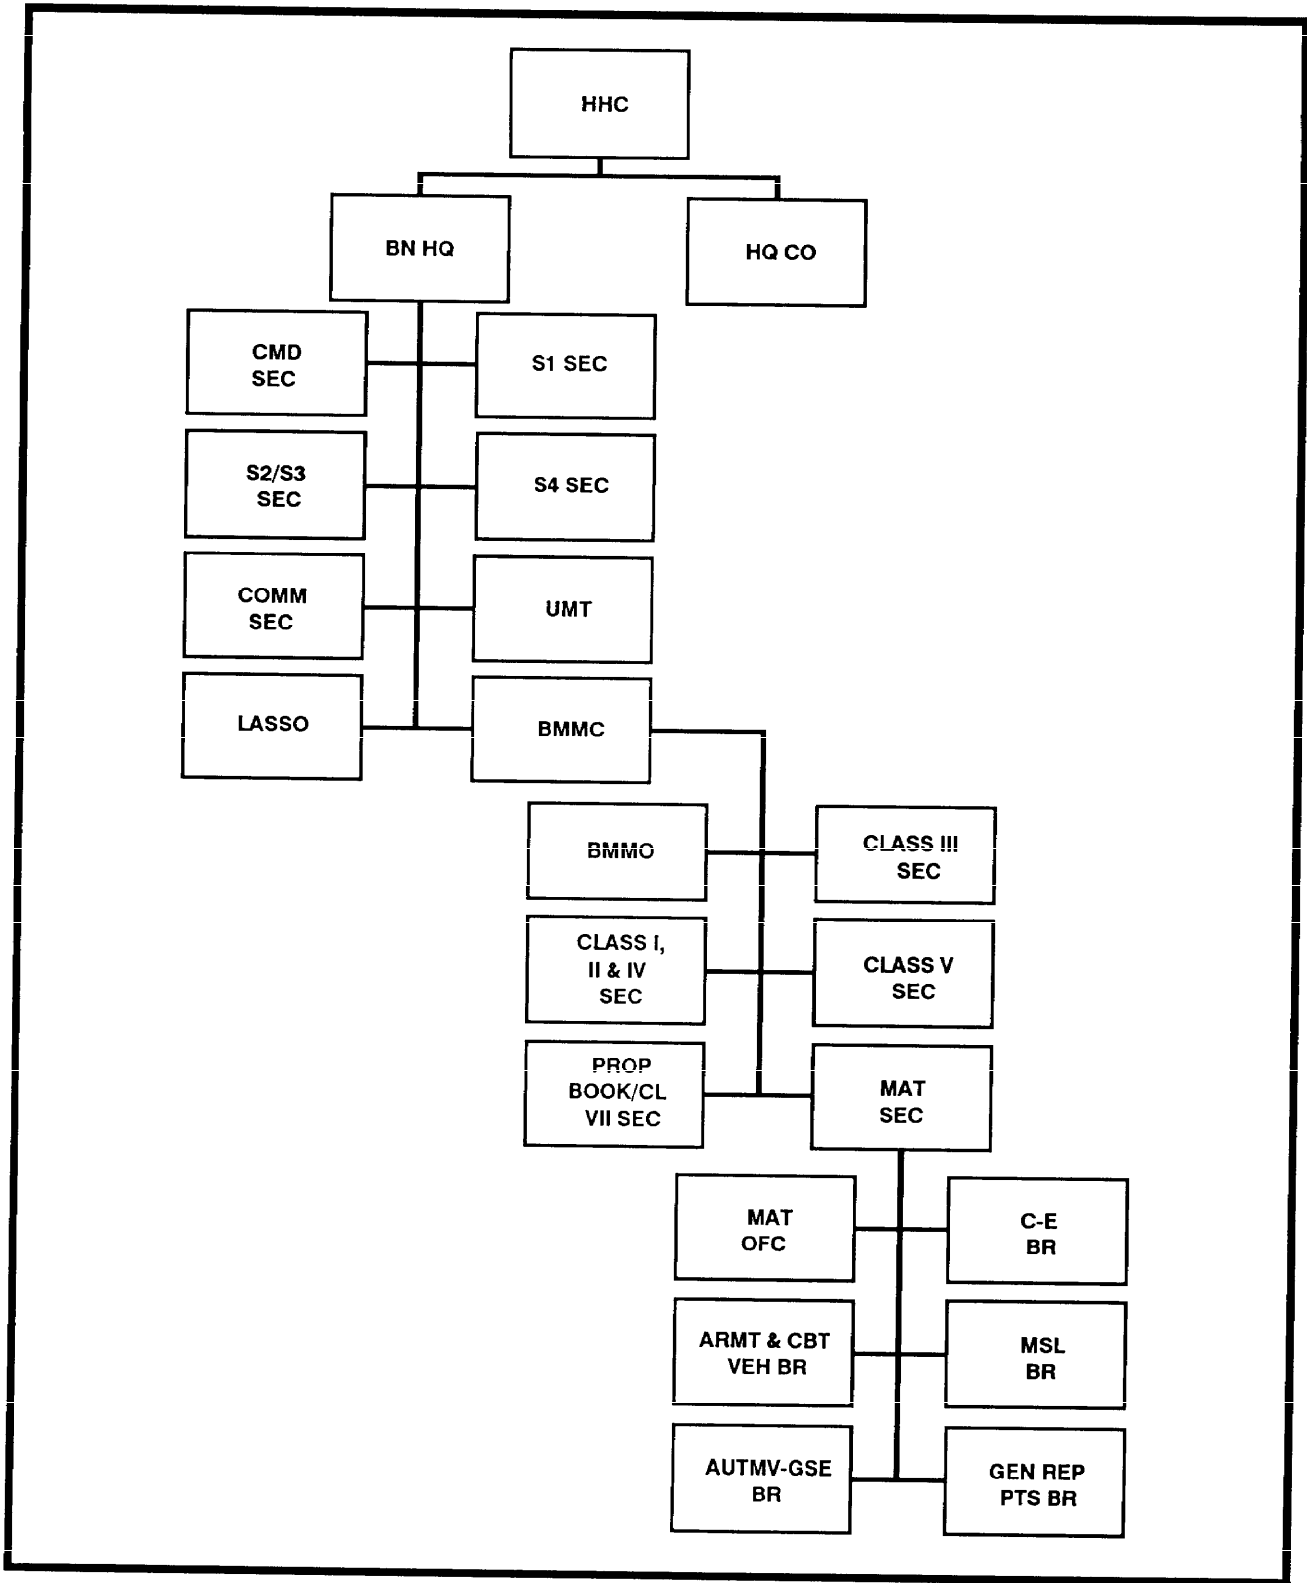 HHC
BN HQ
HQ CO
CMD
SEC
S1 SEC
S2/S3
SEC
S4 SEC
COMM
SEC
UMT
LASSO
BMMC
BMMO
CLASS III
SEC
CLASS I,
II & IV
SEC
CLASS V
SEC
PROP
BOOK/CL
VII SEC
MAT
SEC
MAT
OFC
C-E
BR
ARMT & CBT
VEH BR
MSL
BR
AUTMV-GSE
BR
GEN REP
PTS BR